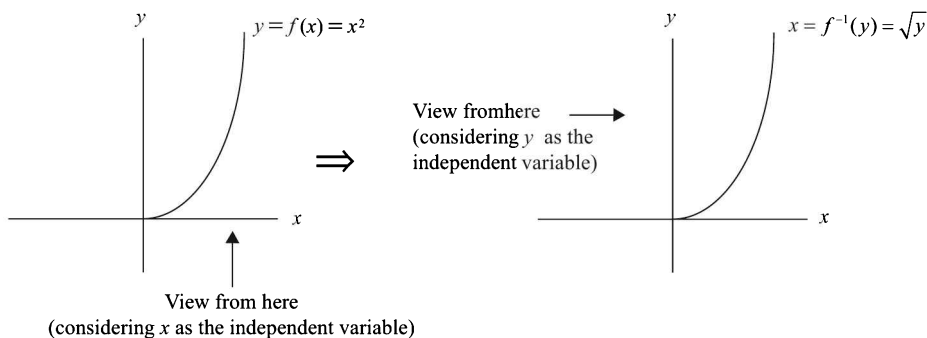 y
y = f(x) = x²
x
View from here
(considering x as the independent variable)
⇒
View fromhere
(considering y as the
independent variable)
y
x = f⁻¹(y) = √y
x